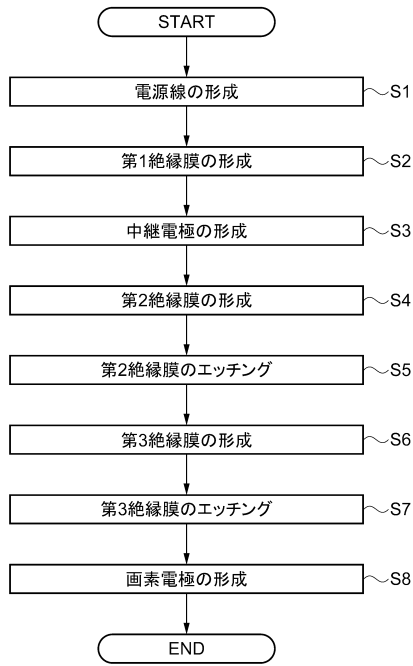 START
電源線の形成 S1
第1絶縁膜の形成 S2
中継電極の形成 S3
第2絶縁膜の形成 S4
第2絶縁膜のエッチング S5
第3絶縁膜の形成 S6
第3絶縁膜のエッチング S7
画素電極の形成 S8
END